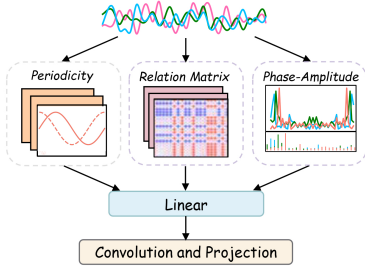 Periodicity
Relation Matrix
Phase-Amplitude
Linear
Convolution and Projection